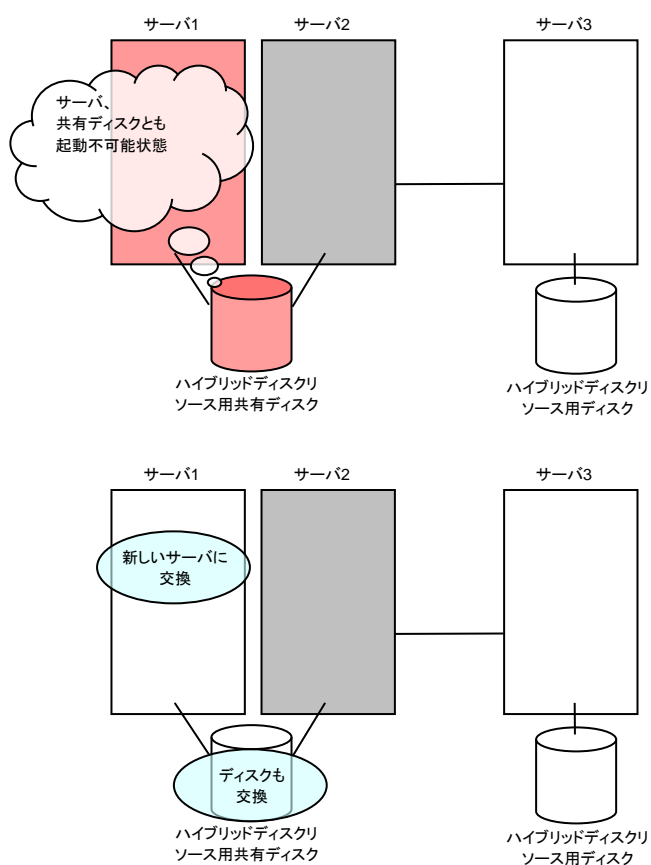 サーバ1
サーバ2
サーバ3
サーバ、
共有ディスクとも
起動不可能状態
ハイブリッドディスクリ
ソース用共有ディスク
ハイブリッドディスクリ
ソース用ディスク
サーバ1
サーバ2
サーバ3
新しいサーバに
交換
ディスクも
交換
ハイブリッドディスクリ
ソース用共有ディスク
ハイブリッドディスクリ
ソース用ディスク